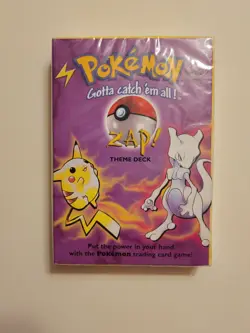 POKéMON
Gotta catch 'em all!
ZAP!
THEME DECK
Put the power in your hand
with the Pokémon trading card game!